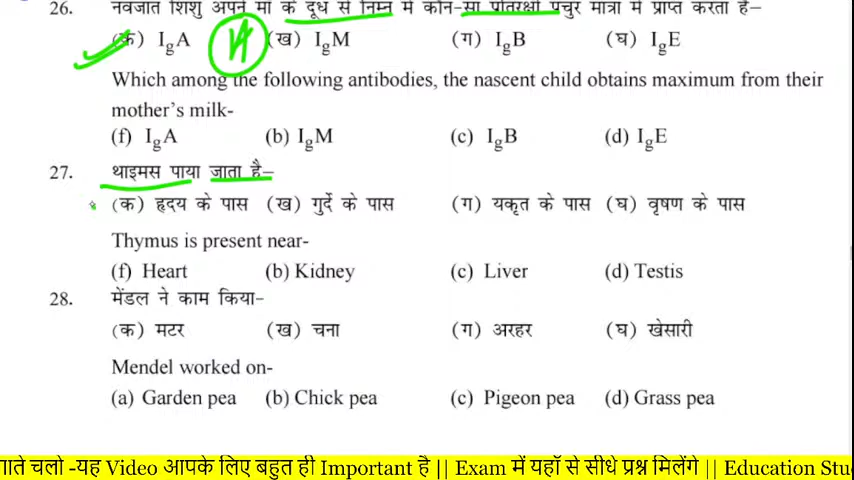 26. नवजात शिशु अपने माँ के दूध से निम्न में कौन-सा प्रतिरक्षी प्रचुर मात्रा में प्राप्त करता है–
(क) IgA (ख) IgM (ग) IgB (घ) IgE
Which among the following antibodies, the nascent child obtains maximum from their
mother's milk-
(f) IgA (b) IgM (c) IgB (d) IgE
27. थाइमस पाया जाता है–
(क) हृदय के पास (ख) गुर्दे के पास (ग) यकृत के पास (घ) वृषण के पास
Thymus is present near-
(f) Heart (b) Kidney (c) Liver (d) Testis
28. मेंडल ने काम किया-
(क) मटर (ख) चना (ग) अरहर (घ) खेसारी
Mendel worked on-
(a) Garden pea (b) Chick pea (c) Pigeon pea (d) Grass pea
गाते चलो -यह Video आपके लिए बहुत ही Important है || Exam में यहाँ से सीधे प्रश्न मिलेंगे || Education Stu